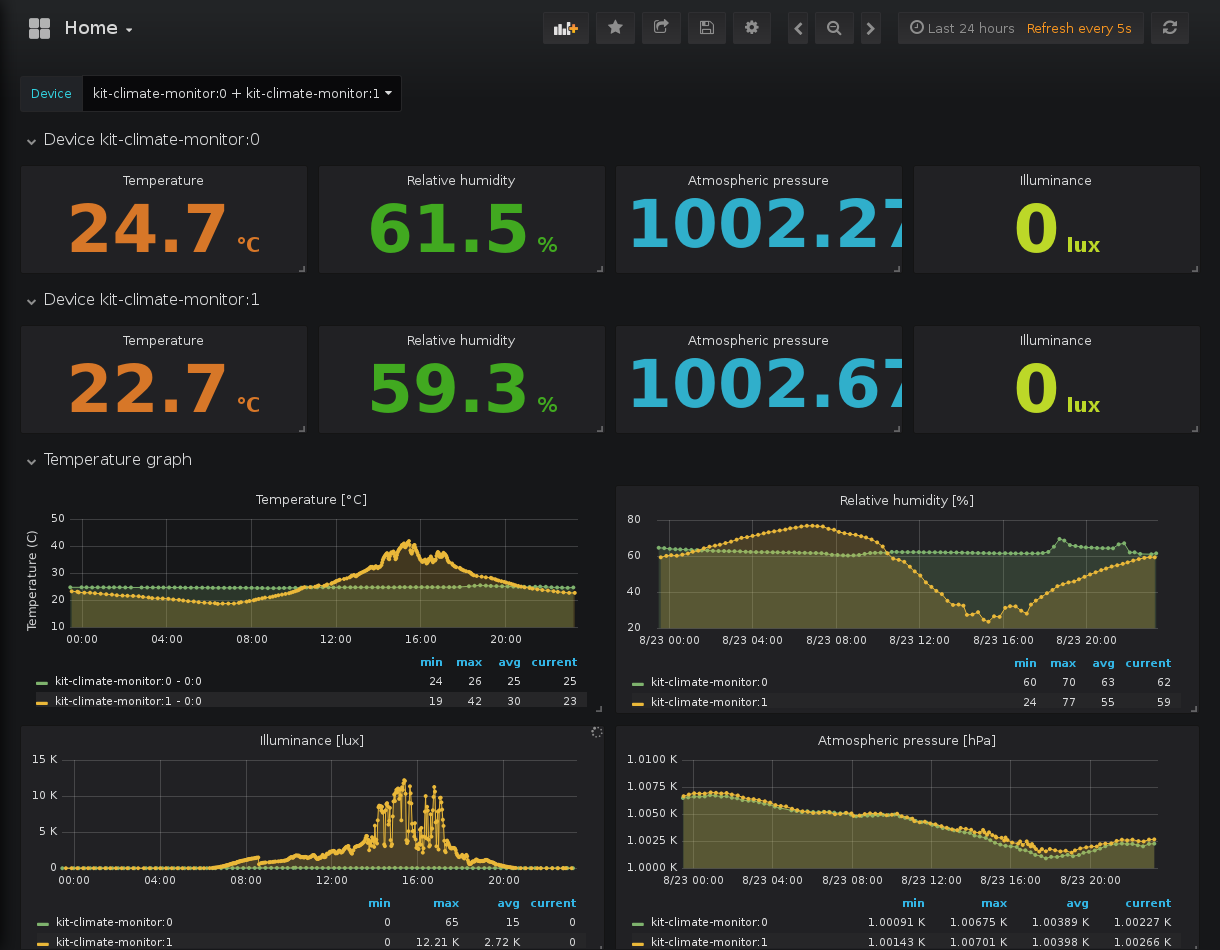 Home
Last 24 hours Refresh every 5s
Device kit-climate-monitor:0 + kit-climate-monitor:1
Device kit-climate-monitor:0
Temperature Relative humidity Atmospheric pressure Illuminance
24.7 °C 61.5 % 1002.27 0 lux
Device kit-climate-monitor:1
Temperature Relative humidity Atmospheric pressure Illuminance
22.7 °C 59.3 % 1002.67 0 lux
Temperature graph
Temperature [°C]
Temperature (C)
50
40
30
20
10
00:00 04:00 08:00 12:00 16:00 20:00
min max avg current
kit-climate-monitor:0 - 0:0 24 26 25 25
kit-climate-monitor:1 - 0:0 19 42 30 23
Relative humidity [%]
80
60
40
20
8/23 00:00 8/23 04:00 8/23 08:00 8/23 12:00 8/23 16:00 8/23 20:00
min max avg current
kit-climate-monitor:0 60 70 63 62
kit-climate-monitor:1 24 77 55 59
Illuminance [lux]
15 K
10 K
5 K
0
00:00 04:00 08:00 12:00 16:00 20:00
min max avg current
kit-climate-monitor:0 0 65 15 0
kit-climate-monitor:1 0 12.21 K 2.72 K 0
Atmospheric pressure [hPa]
1.0100 K
1.0075 K
1.0050 K
1.0025 K
1.0000 K
8/23 00:00 8/23 04:00 8/23 08:00 8/23 12:00 8/23 16:00 8/23 20:00
min max avg current
kit-climate-monitor:0 1.00091 K 1.00675 K 1.00389 K 1.00227 K
kit-climate-monitor:1 1.00143 K 1.00701 K 1.00398 K 1.00266 K